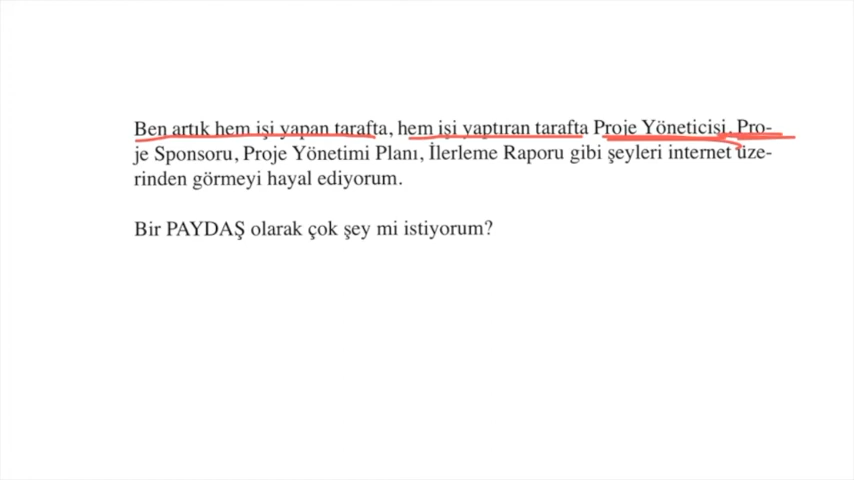 Ben artık hem işi yapan tarafta, hem işi yaptıran tarafta Proje Yöneticisi, Pro-
je Sponsoru, Proje Yönetimi Planı, İlerleme Raporu gibi şeyleri internet üze-
rinden görmeyi hayal ediyorum.
Bir PAYDAŞ olarak çok şey mi istiyorum?